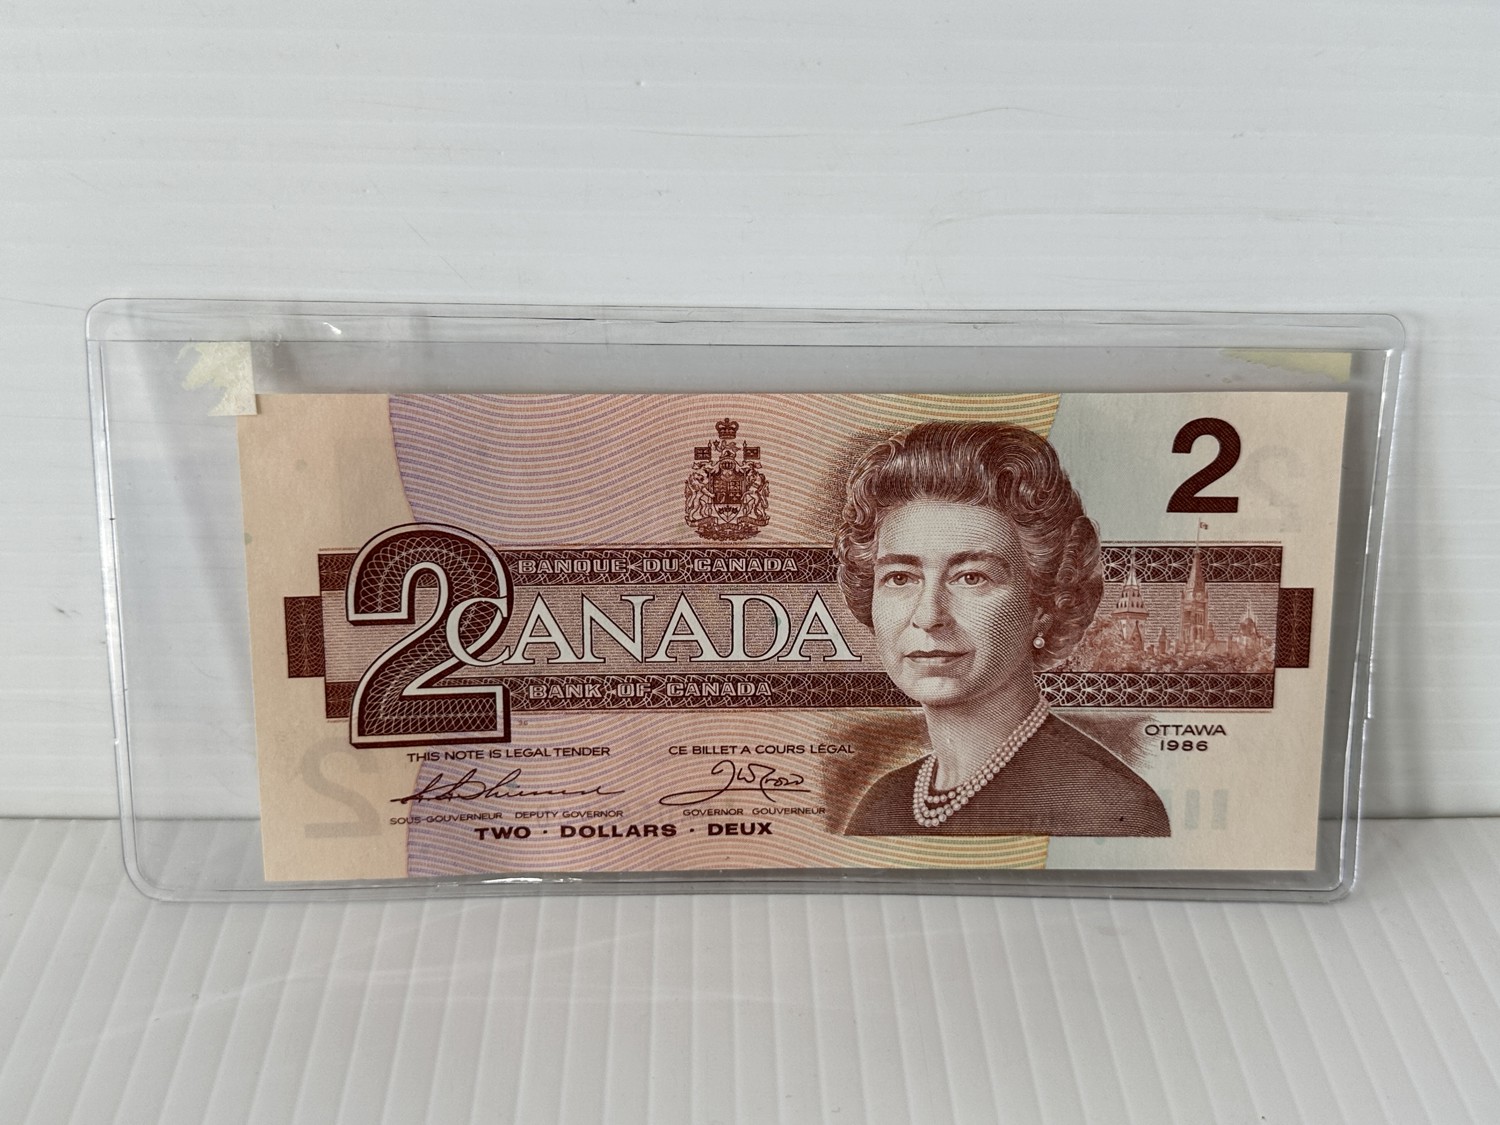 2
BANQUE DU CANADA
2 CANADA
BANK OF CANADA
THIS NOTE IS LEGAL TENDER
CE BILLET A COURS LÉGAL
OTTAWA
1986
SOUS-GOUVERNEUR DEPUTY GOVERNOR
GOVERNOR GOUVERNEUR
TWO · DOLLARS · DEUX